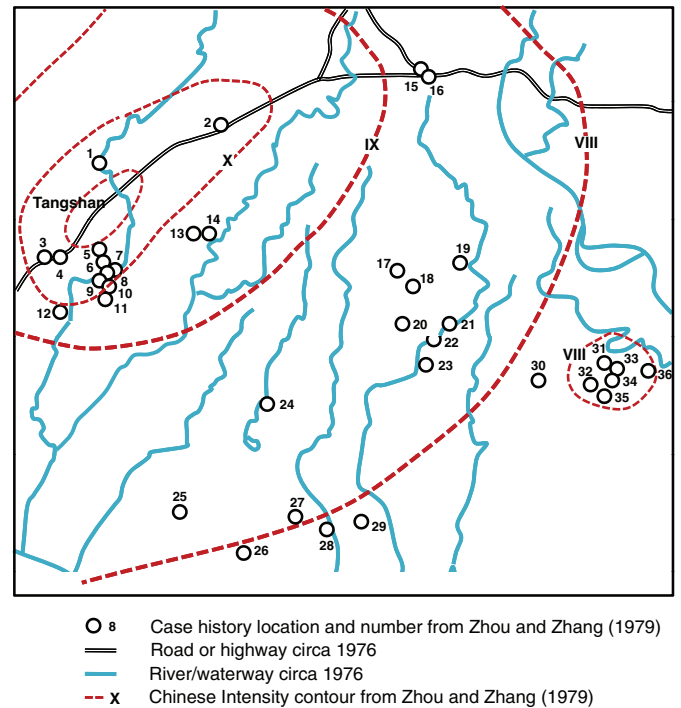 15 16
2
VIII
IX
1
X
Tangshan
13 14
3 4
5
6 7
8
9 10
11
12
17 18 19
20 21
22
23
30
VIII 31
33
32 34
35
36
24
25
26
27
28
29
8 Case history location and number from Zhou and Zhang (1979)
Road or highway circa 1976
River/waterway circa 1976
X Chinese Intensity contour from Zhou and Zhang (1979)